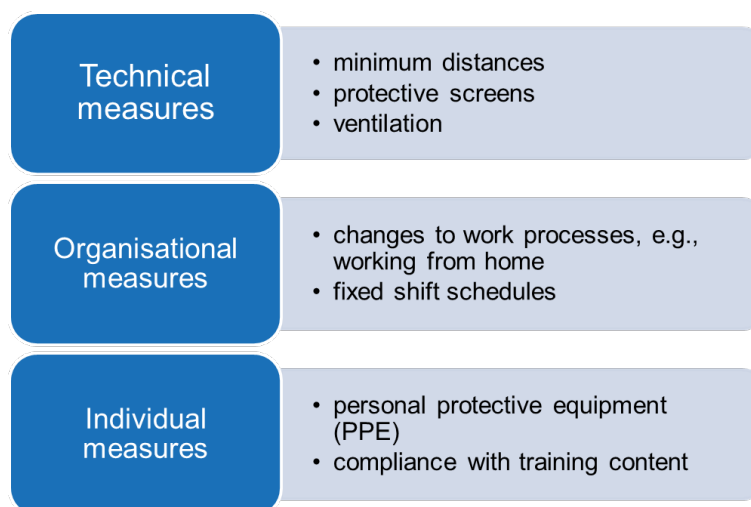 Technical
measures
• minimum distances
• protective screens
• ventilation
Organisational
measures
• changes to work processes, e.g.,
working from home
• fixed shift schedules
Individual
measures
• personal protective equipment
(PPE)
• compliance with training content